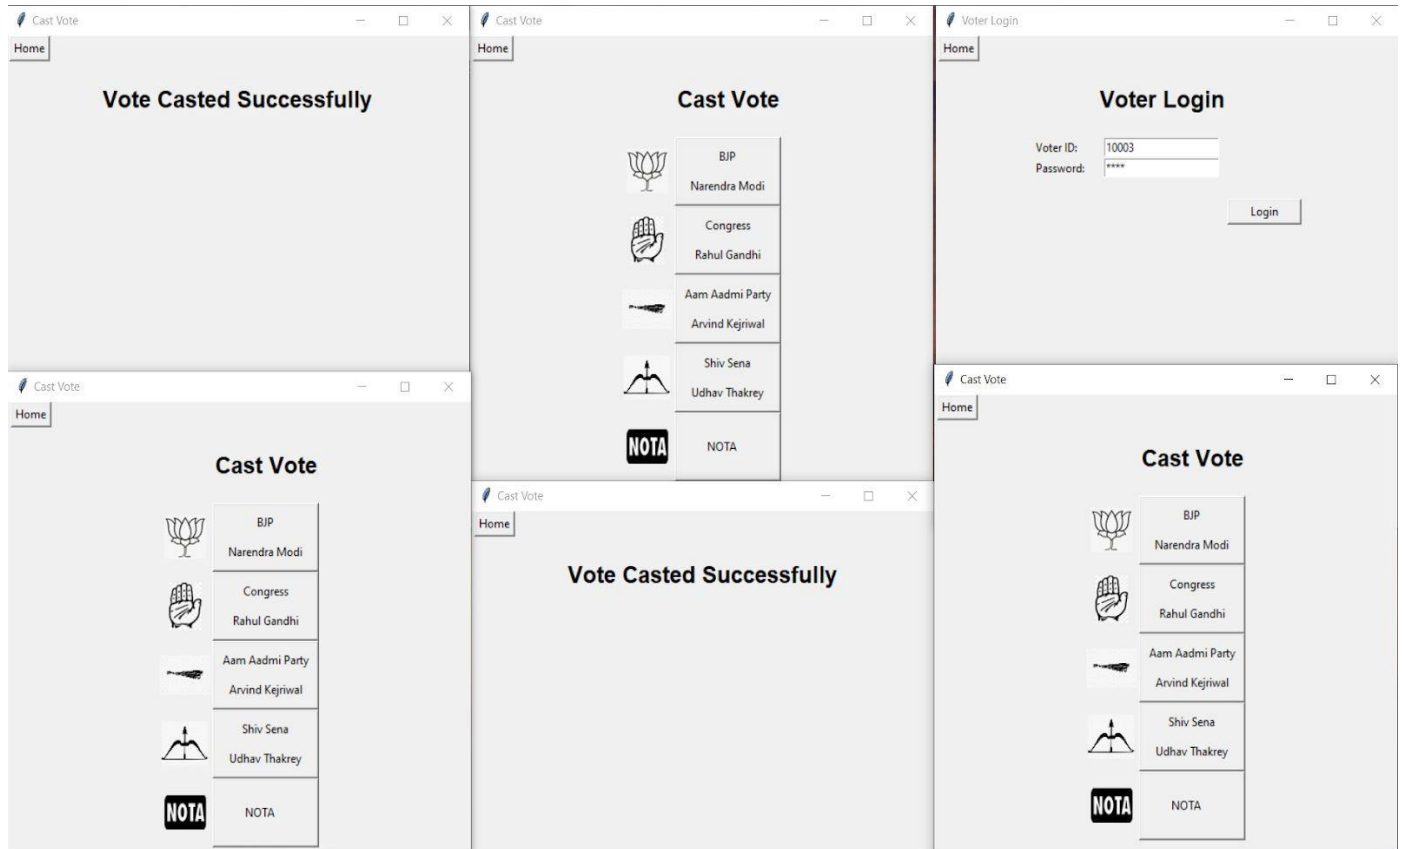 Cast Vote
Home
Vote Casted Successfully
Cast Vote
Home
Cast Vote
BJP
Narendra Modi
Congress
Rahul Gandhi
Aam Aadmi Party
Arvind Kejriwal
Shiv Sena
Udhav Thakrey
NOTA NOTA
Voter Login
Home
Voter Login
Voter ID: 10003
Password: ****
Login
Cast Vote
Home
Cast Vote
BJP
Narendra Modi
Congress
Rahul Gandhi
Aam Aadmi Party
Arvind Kejriwal
Shiv Sena
Udhav Thakrey
NOTA NOTA
Cast Vote
Home
Vote Casted Successfully
Cast Vote
Home
Cast Vote
BJP
Narendra Modi
Congress
Rahul Gandhi
Aam Aadmi Party
Arvind Kejriwal
Shiv Sena
Udhav Thakrey
NOTA NOTA